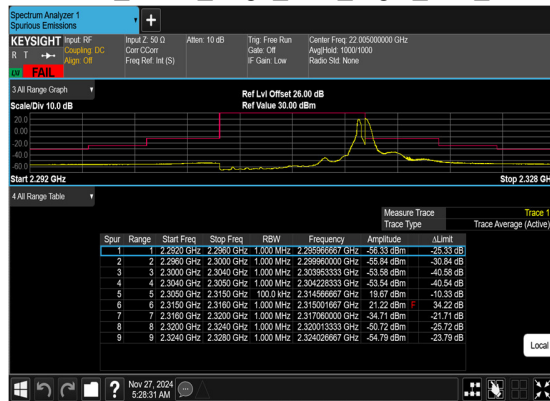 Spectrum Analyzer 1
Spurious Emissions
KEYSIGHT Input: RF Input Z: 50 Ω Atten: 10 dB Trig: Free Run Center Freq: 22.005000000 GHz
R T Coupling: DC Corr CCorr Gate: Off Avg|Hold: 1000/1000
Align: Off Freq Ref: Int (S) IF Gain: Low Radio Std: None
FAIL
3 All Range Graph
Ref Lvl Offset 26.00 dB
Scale/Div 10.0 dB Ref Value 30.00 dBm
20.0
0.00
-20.0
-40.0
-60.0
Start 2.292 GHz Stop 2.328 GH
4 All Range Table
Measure Trace Trace 1
Trace Type Trace Average (Active)
Spur Range Start Freq Stop Freq RBW Frequency Amplitude ΔLimit
1 1 2.2920 GHz 2.2960 GHz 1.000 MHz 2.295966667 GHz -56.33 dBm -25.33 dB
2 2 2.2960 GHz 2.3000 GHz 1.000 MHz 2.299960000 GHz -55.84 dBm -30.84 dB
3 3 2.3000 GHz 2.3040 GHz 1.000 MHz 2.303953333 GHz -53.58 dBm -40.58 dB
4 4 2.3040 GHz 2.3050 GHz 1.000 MHz 2.304228333 GHz -53.54 dBm -40.54 dB
5 5 2.3050 GHz 2.3150 GHz 100.0 kHz 2.314566667 GHz 19.67 dBm -10.33 dB
6 6 2.3150 GHz 2.3160 GHz 1.000 MHz 2.315001667 GHz 21.22 dBm F 34.22 dB
7 7 2.3160 GHz 2.3200 GHz 1.000 MHz 2.317060000 GHz -34.71 dBm -21.71 dB
8 8 2.3200 GHz 2.3240 GHz 1.000 MHz 2.320013333 GHz -50.72 dBm -25.72 dB
9 9 2.3240 GHz 2.3280 GHz 1.000 MHz 2.324026667 GHz -54.79 dBm -23.79 dB
Local
? Nov 27, 2024
5:28:31 AM